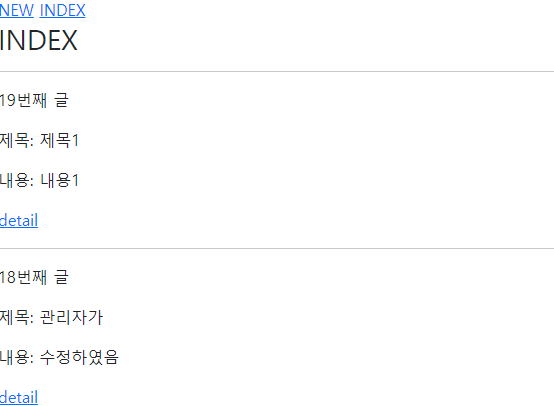 NEW INDEX
INDEX
19번째 글
제목: 제목1
내용: 내용1
detail
18번째 글
제목: 관리자가
내용: 수정하였음
detail